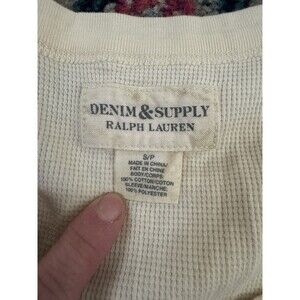 DENIM&SUPPLY
RALPH LAUREN
S/P
MADE IN CHINA/
FAIT EN CHINE
BODY/CORPS:
100% COTTON/COTON
SLEEVE/MANCHE:
100% POLYESTER